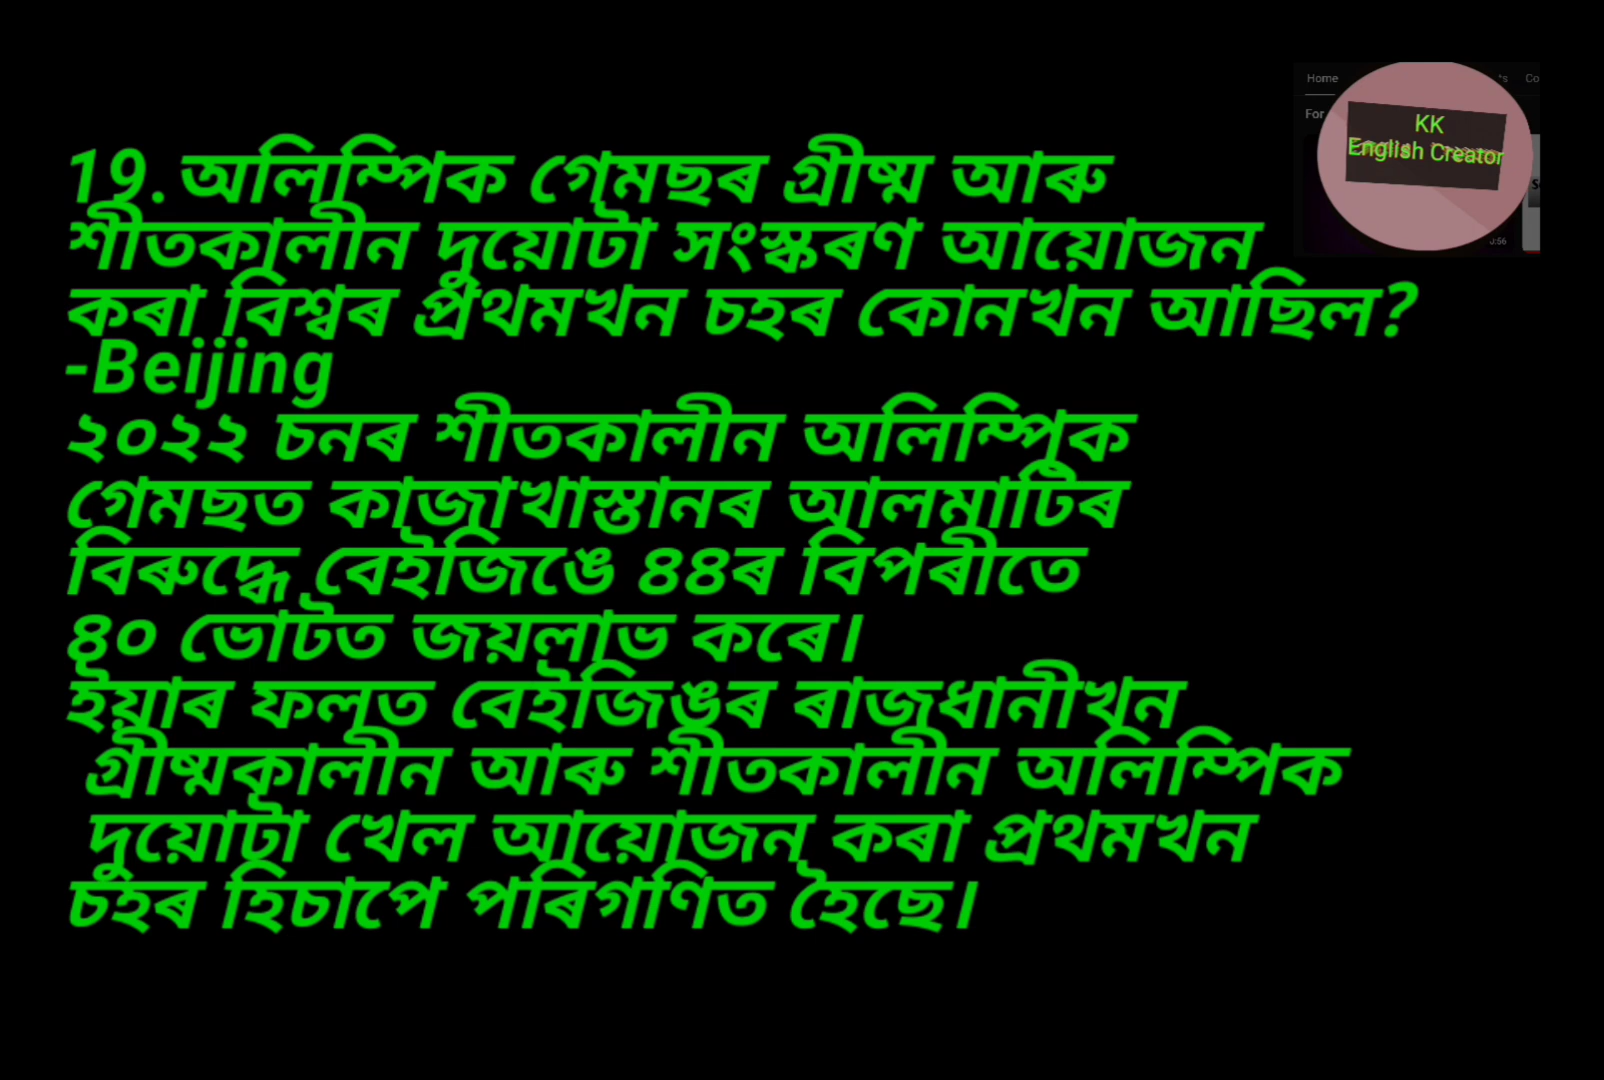 19. অলিম্পিক গেমছৰ গ্ৰীষ্ম আৰু
শীতকালীন দুয়োটা সংস্কৰণ আয়োজন
কৰা বিশ্বৰ প্ৰথমখন চহৰ কোনখন আছিল?
-Beijing
২০২২ চনৰ শীতকালীন অলিম্পিক
গেমছত কাজাখাস্তানৰ আলমাটিৰ
বিৰুদ্ধে বেইজিঙে ৪৪ৰ বিপৰীতে
৪০ ভোটত জয়লাভ কৰে।
ইয়াৰ ফলত বেইজিঙৰ ৰাজধানীখন
গ্ৰীষ্মকালীন আৰু শীতকালীন অলিম্পিক
দুয়োটা খেল আয়োজন কৰা প্ৰথমখন
চহৰ হিচাপে পৰিগণিত হৈছে।
Home
For
KK
English Creator